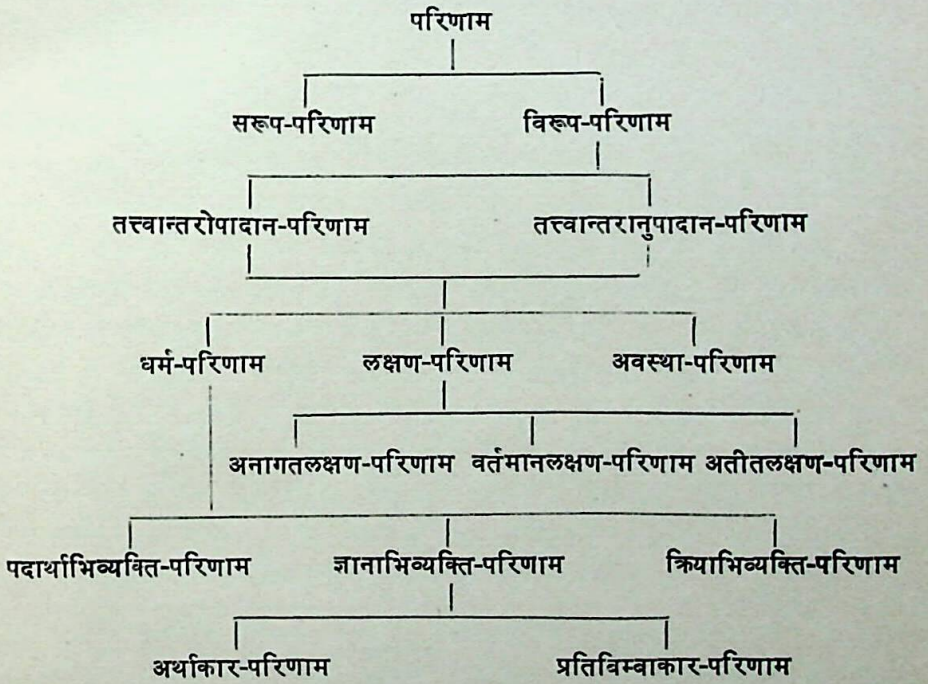 परिणाम
सरूप-परिणाम विरूप-परिणाम
तत्त्वान्तरोपादान-परिणाम तत्त्वान्तरानुपादान-परिणाम
धर्म-परिणाम लक्षण-परिणाम अवस्था-परिणाम
अनागतलक्षण-परिणाम वर्तमानलक्षण-परिणाम अतीतलक्षण-परिणाम
पदार्थाभिव्यक्ति-परिणाम ज्ञानाभिव्यक्ति-परिणाम क्रियाभिव्यक्ति-परिणाम
अर्थाकार-परिणाम प्रतिविम्वाकार-परिणाम